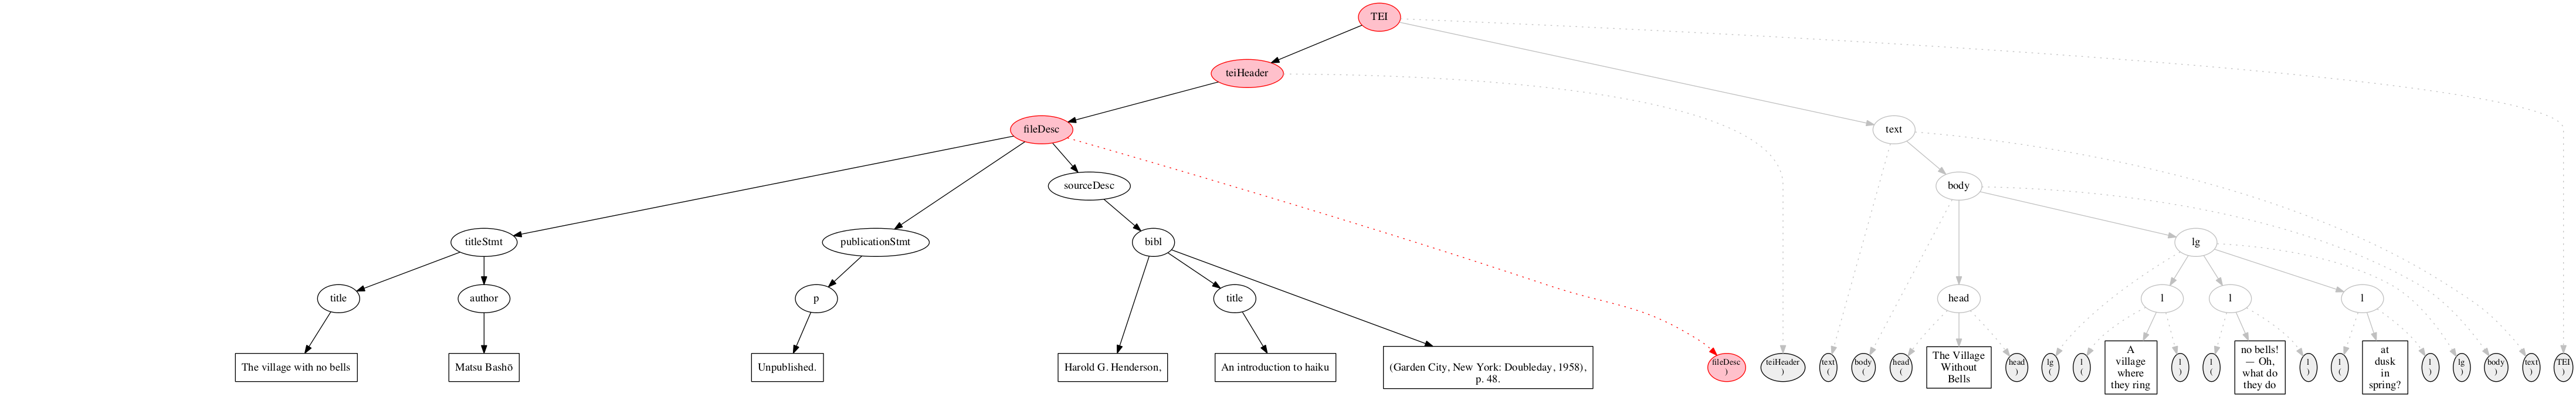 TEI
teiHeader
fileDesc
text
sourceDesc
body
titleStmt
publicationStmt
bibl
lg
title
author
p
title
head
l
l
l
The village with no bells
Matsu Bashō
Unpublished.
Harold G. Henderson,
An introduction to haiku
(Garden City, New York: Doubleday, 1958),
p. 48.
fileDesc
)
teiHeader
)
text
(
body
(
head
(
The Village
Without
Bells
head
)
lg
(
l
(
A
village
where
they ring
l
)
l
(
no bells!
— Oh,
what do
they do
l
)
l
(
at
dusk
in
spring?
l
)
lg
)
body
)
text
)
TEI
)